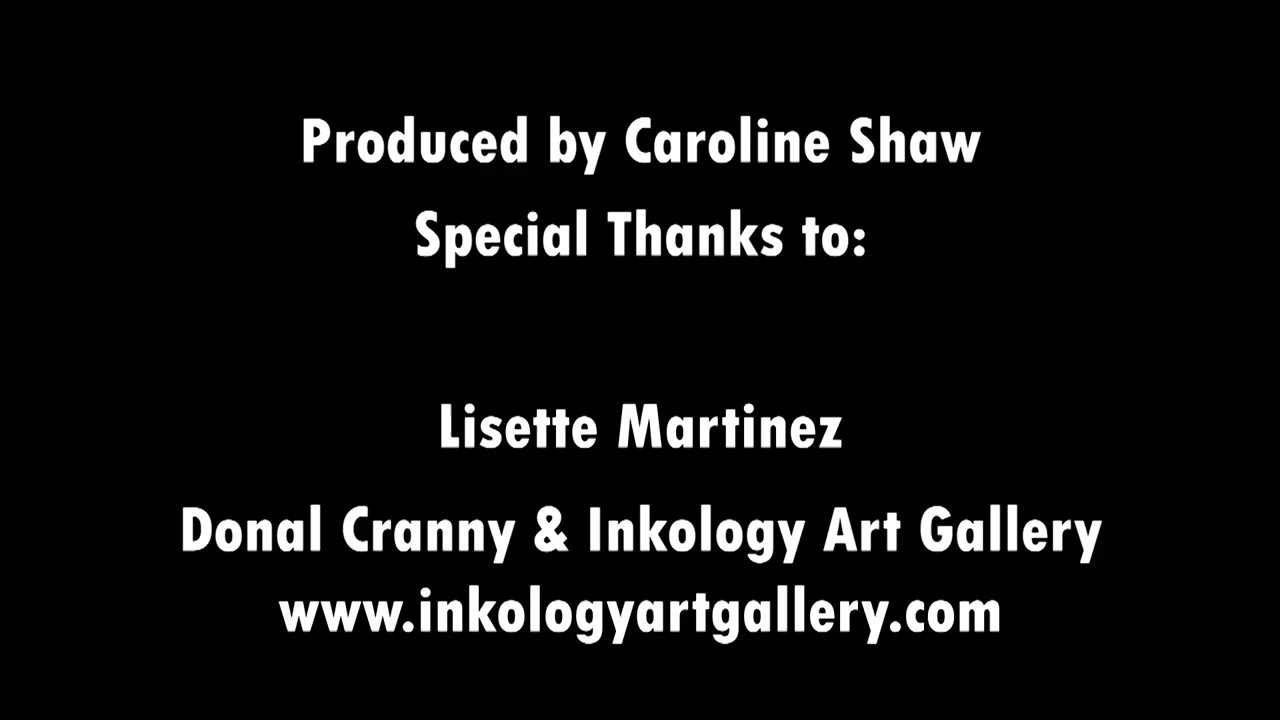 Produced by Caroline Shaw
Special Thanks to:
Lisette Martinez
Donal Cranny & Inkology Art Gallery
www.inkologyartgallery.com